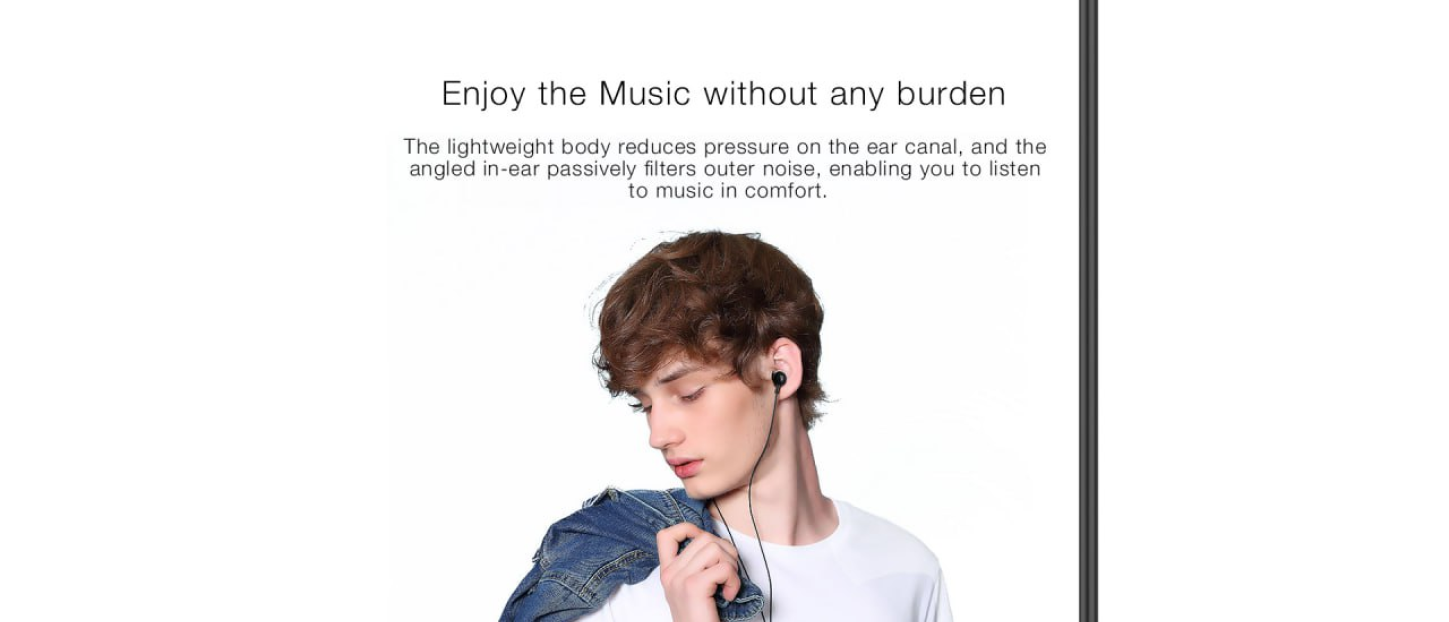 Enjoy the Music without any burden
The lightweight body reduces pressure on the ear canal, and the
angled in-ear passively filters outer noise, enabling you to listen
to music in comfort.